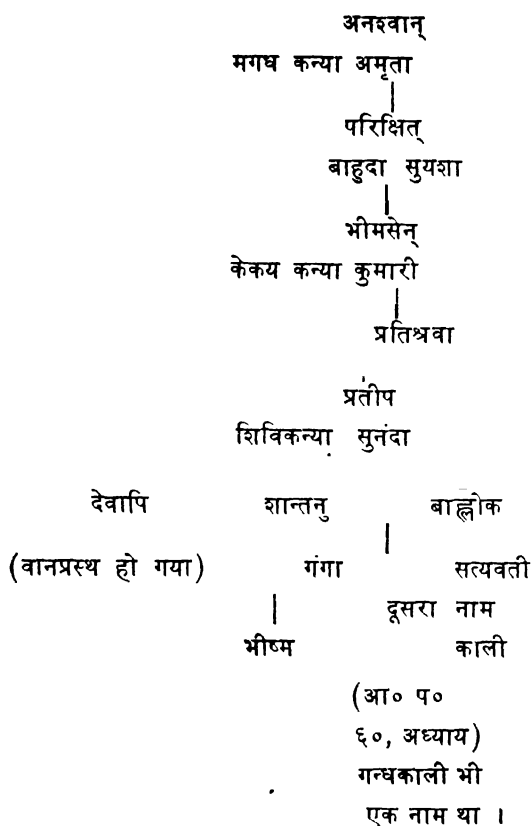 अनश्वान्
मगध कन्या अमृता
परिक्षित्
बाहुदा सुयशा
भीमसेन्
केकय कन्या कुमारी
प्रतिश्रवा
प्रतीप
शिविकन्या सुनंदा
देवापि शान्तनु बाह्लोक
(वानप्रस्थ हो गया) गंगा सत्यवती
दूसरा नाम
भीष्म काली
(आ० प०
६०, अध्याय)
गन्धकाली भी
एक नाम था ।